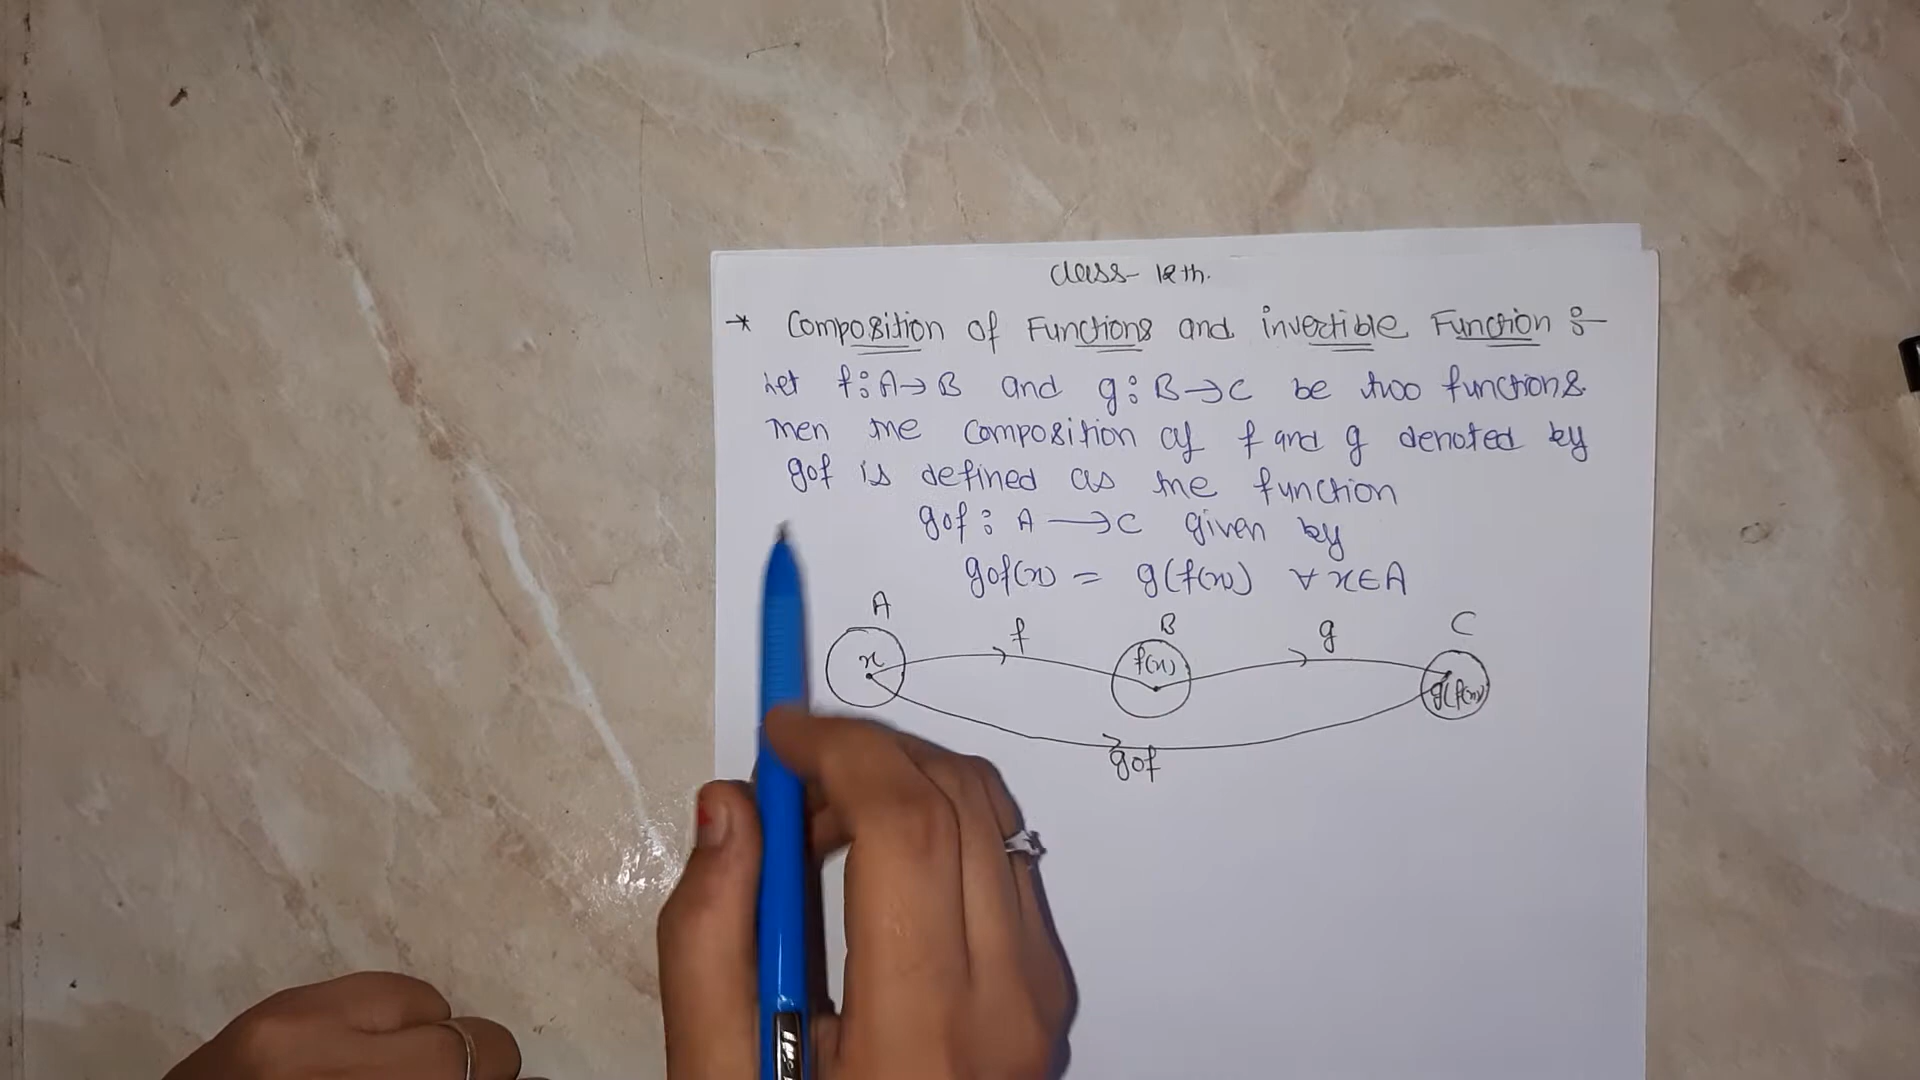 Class- 12th.
* Composition of Functions and invertible Function :-
Let f: A→B and g: B→C be two functions.
Then the composition of f and g denoted by
gof is defined as the function
gof: A → C given by
gof(x) = g(f(x)) ∀ x∈A
A f B g C
x f(x) g(f(x))
gof